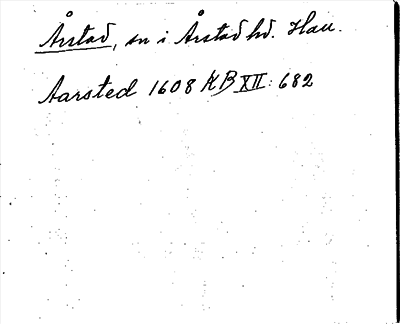 Årstad, sn i Årstad hd. Hall.
Aarsted 1608 KB XII: 682